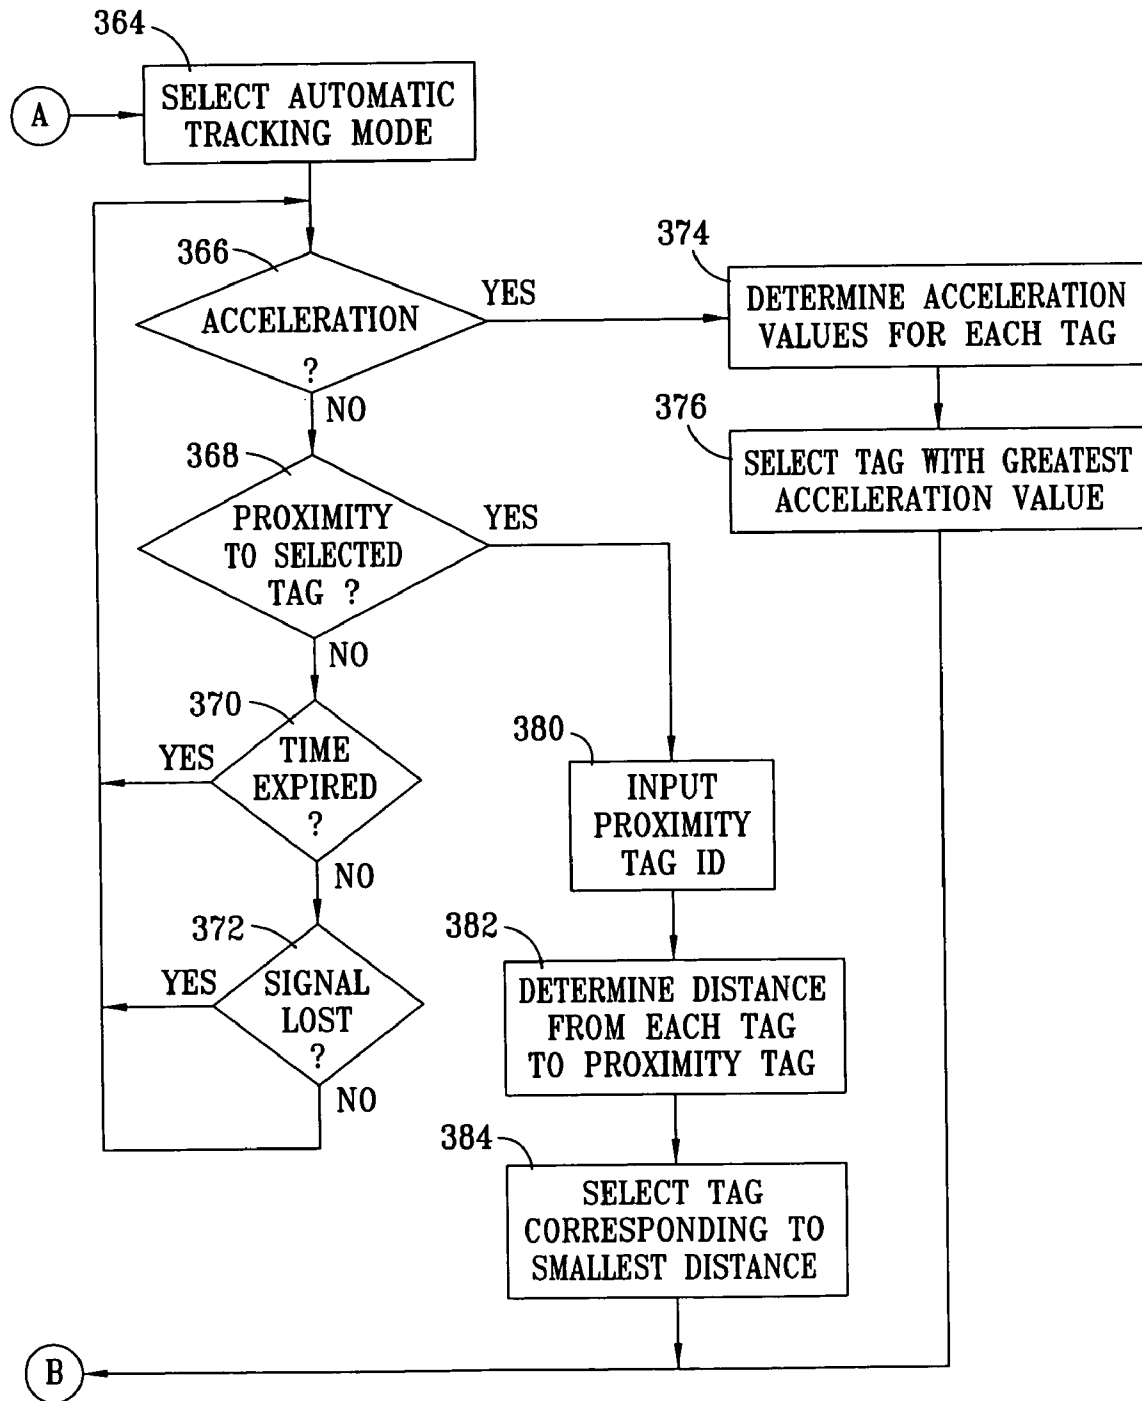 364
A
SELECT AUTOMATIC
TRACKING MODE
366
ACCELERATION
?
YES
NO
374
DETERMINE ACCELERATION
VALUES FOR EACH TAG
376
SELECT TAG WITH GREATEST
ACCELERATION VALUE
368
PROXIMITY
TO SELECTED
TAG ?
YES
NO
370
TIME
EXPIRED
?
YES
NO
372
SIGNAL
LOST
?
YES
NO
380
INPUT
PROXIMITY
TAG ID
382
DETERMINE DISTANCE
FROM EACH TAG
TO PROXIMITY TAG
384
SELECT TAG
CORRESPONDING TO
SMALLEST DISTANCE
B